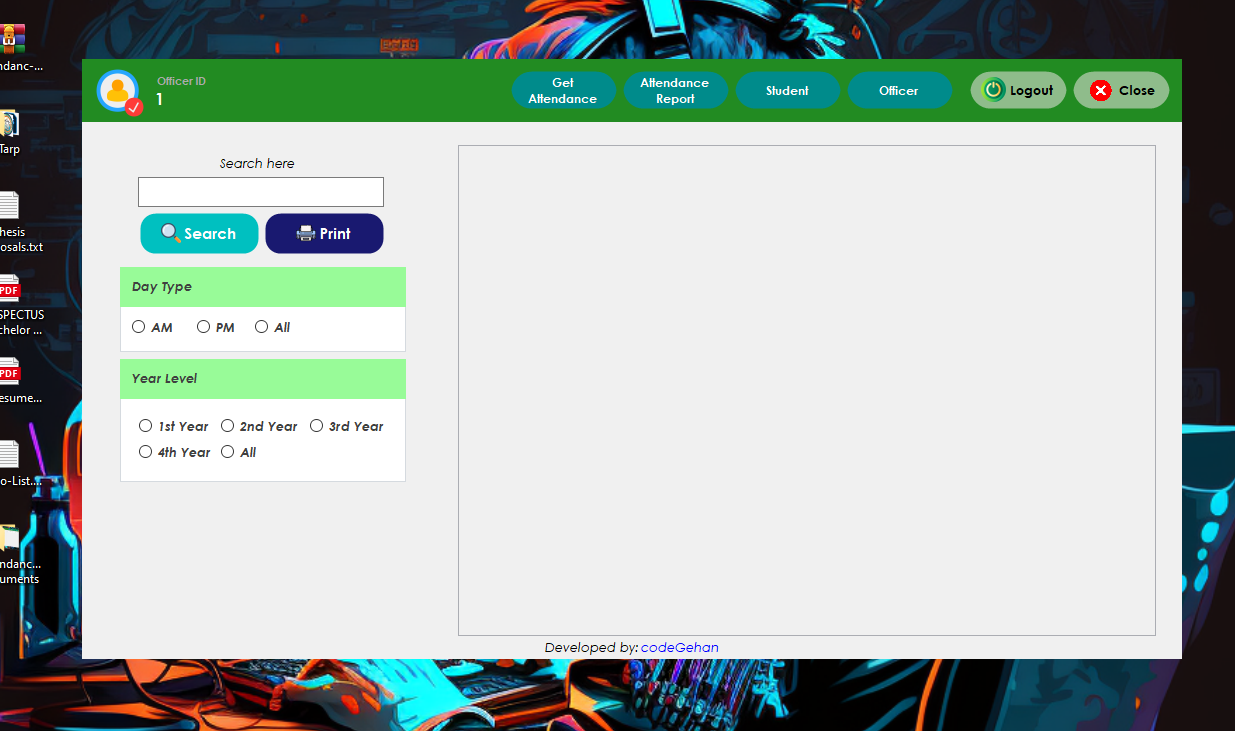 Officer ID
1
Get
Attendance
Attendance
Report
Student
Officer
Logout
Close
Search here
Search
Print
Day Type
AM PM All
Year Level
1st Year 2nd Year 3rd Year
4th Year All
Developed by: codeGehan
ndanc-...
Tarp
hesis
osals.txt
PDF
SPECTUS
chelor ...
PDF
esume...
o-List....
ndanc...
uments